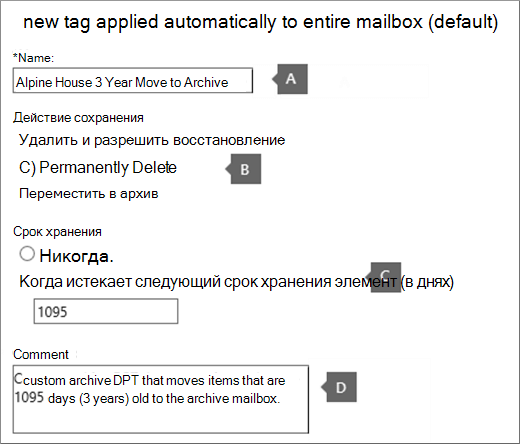 new tag applied automatically to entire mailbox (default)
*Name:
Alpine House 3 Year Move to Archive
A
Действие сохранения
Удалить и разрешить восстановление
C) Permanently Delete
B
Переместить в архив
Срок хранения
Никогда.
Когда истекает следующий срок хранения элемент (в днях)
C
1095
Comment
Ccustom archive DPT that moves items that are
1095 days (3 years) old to the archive mailbox.
D